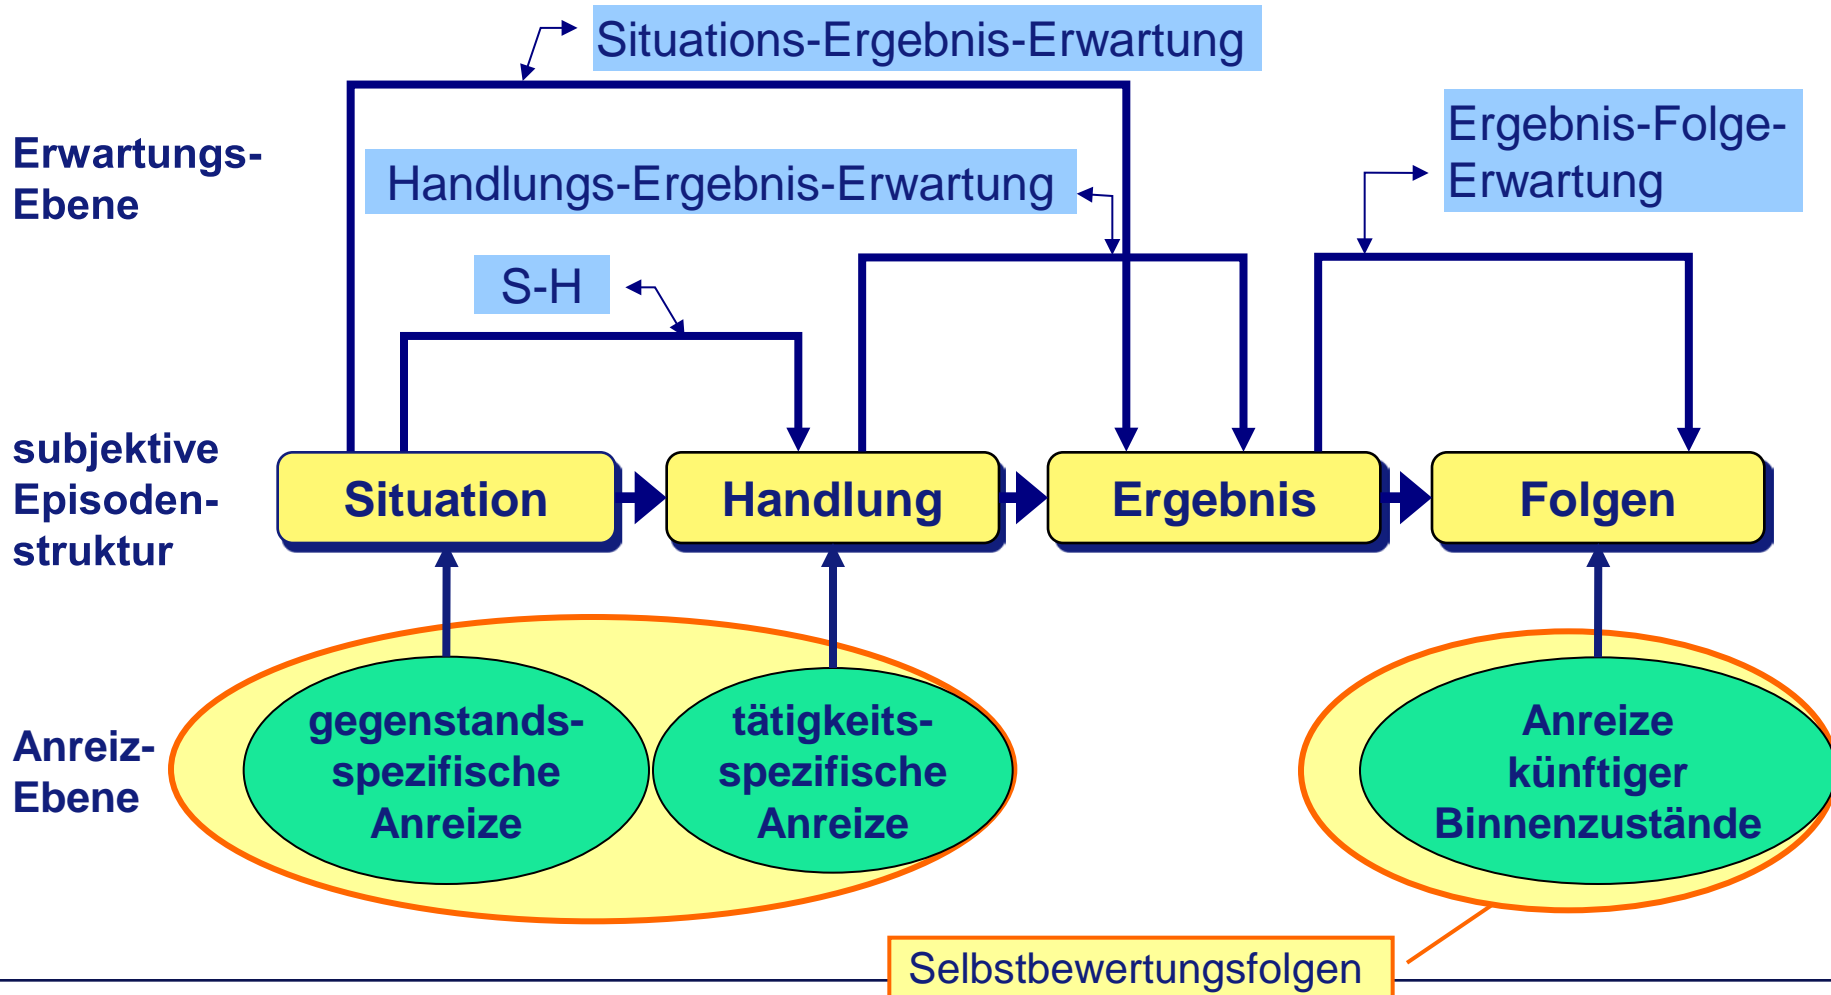 Situations-Ergebnis-Erwartung
Erwartungs-
Ebene
Handlungs-Ergebnis-Erwartung
Ergebnis-Folge-
Erwartung
S-H
subjektive
Episoden-
struktur
Situation
Handlung
Ergebnis
Folgen
Anreiz-
Ebene
gegenstands-
spezifische
Anreize
tätigkeits-
spezifische
Anreize
Anreize
künftiger
Binnenzustände
Selbstbewertungsfolgen